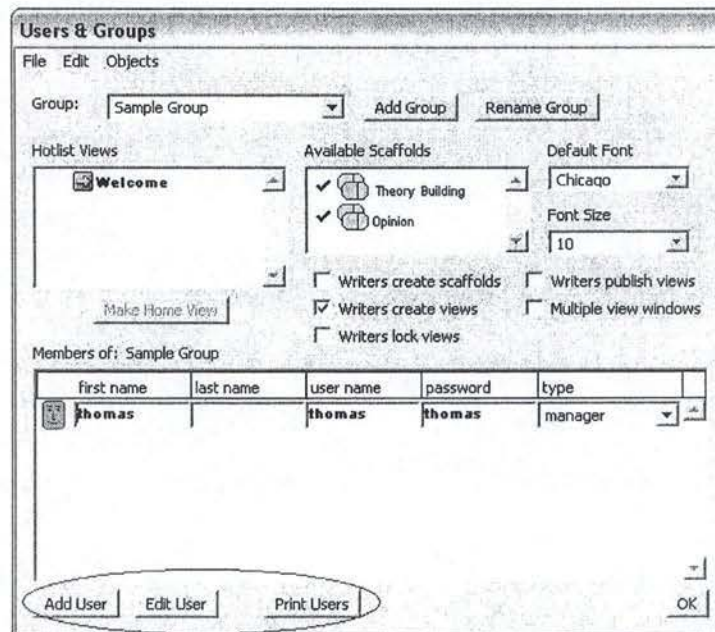 Users & Groups
File Edit Objects
Group: Sample Group Add Group Rename Group
Hotlist Views Available Scaffolds Default Font
Welcome Theory Building Chicago
Opinion Font Size
10
Writers create scaffolds Writers publish views
Make Home View Writers create views Multiple view windows
Writers lock views
Members of: Sample Group
first name last name user name password type
thomas thomas thomas manager
Add User Edit User Print Users OK